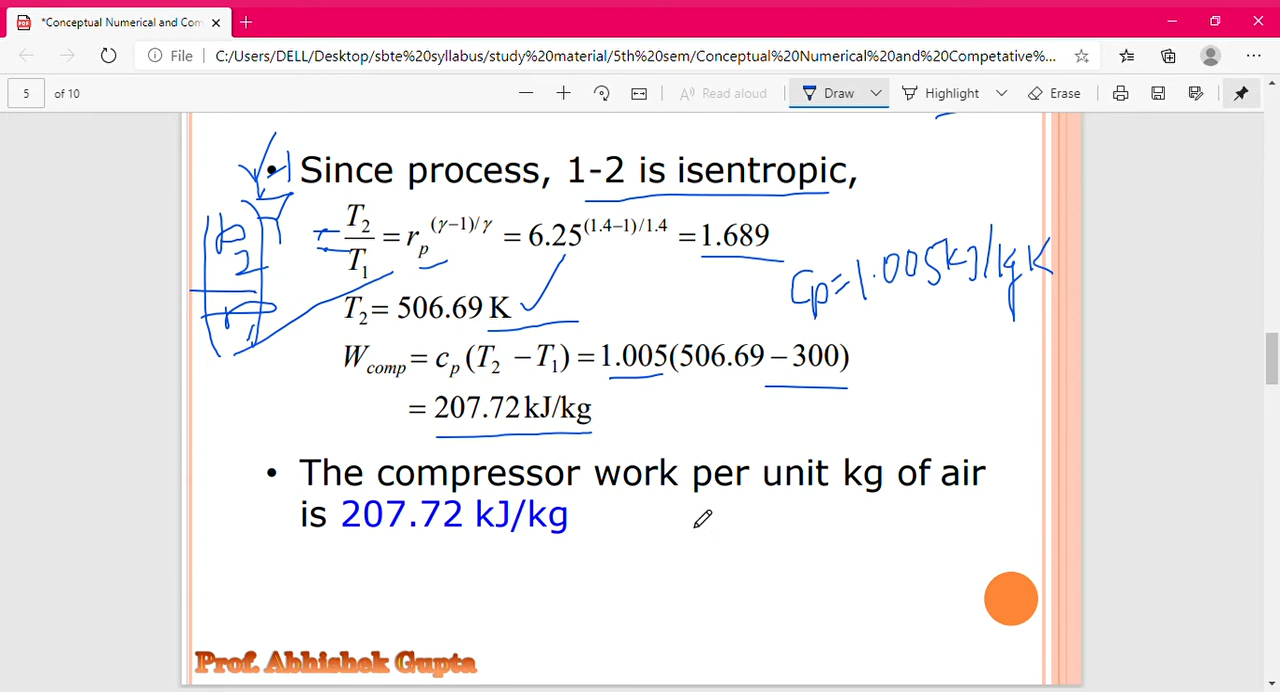 *Conceptual Numerical and Com
File C:/Users/DELL/Desktop/sbte%20syllabus/study%20material/5th%20sem/Conceptual%20Numerical%20and%20Competative%...
5 of 10 Read aloud Draw Highlight Erase
• Since process, 1-2 is isentropic,
T₂/T₁ = r_p^(γ−1)/γ = 6.25^(1.4−1)/1.4 = 1.689
Cp=1.005kJ/kgK
T₂ = 506.69 K
W_comp = c_p (T₂ − T₁) = 1.005(506.69 − 300)
= 207.72 kJ/kg
• The compressor work per unit kg of air
is 207.72 kJ/kg
Prof. Abhishek Gupta